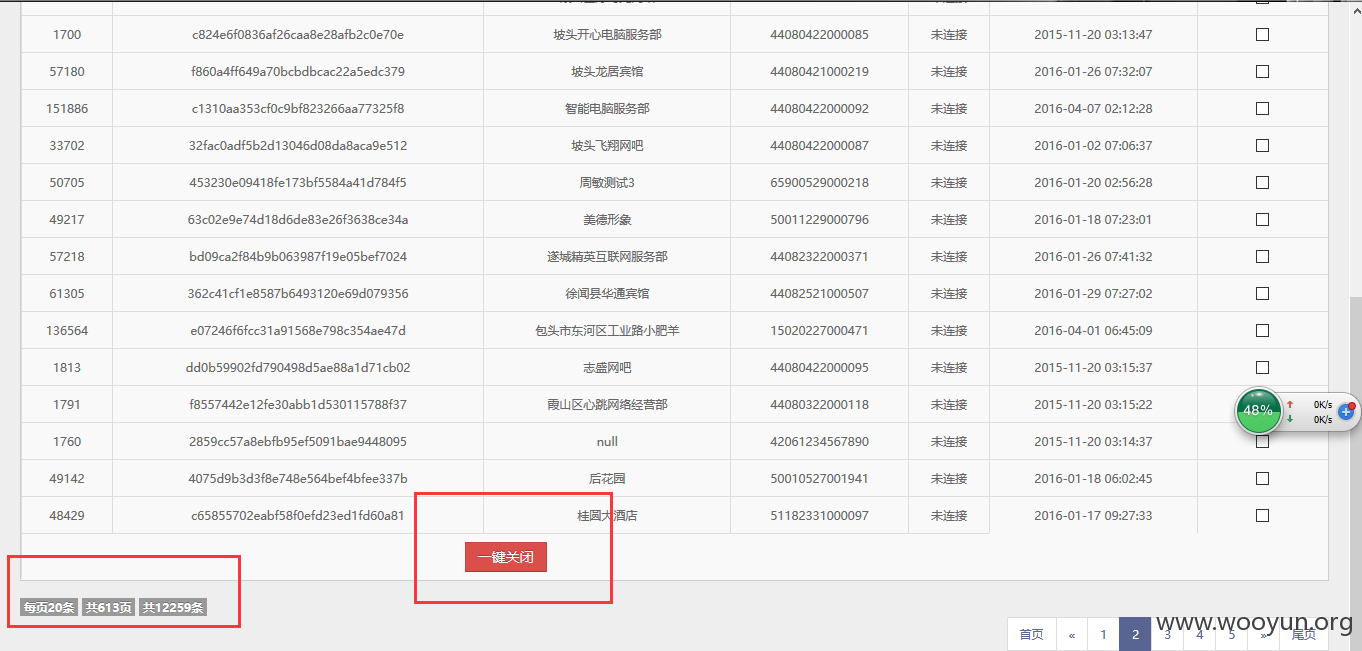 1700 c824e6f0836af26caa8e28afb2c0e70e 坡头开心电脑服务部 44080422000085 未连接 2015-11-20 03:13:47
57180 f860a4ff649a70bcbdbcac22a5edc379 坡头龙居宾馆 44080421000219 未连接 2016-01-26 07:32:07
151886 c1310aa353cf0c9bf823266aa77325f8 智能电脑服务部 44080422000092 未连接 2016-04-07 02:12:28
33702 32fac0adf5b2d13046d08da8aca9e512 坡头飞翔网吧 44080422000087 未连接 2016-01-02 07:06:37
50705 453230e09418fe173bf5584a41d784f5 周敏测试3 65900529000218 未连接 2016-01-20 02:56:28
49217 63c02e9e74d18d6de83e26f3638ce34a 美德形象 50011229000796 未连接 2016-01-18 07:23:01
57218 bd09ca2f84b9b063987f19e05bef7024 遂城精英互联网服务部 44082322000371 未连接 2016-01-26 07:41:32
61305 362c41cf1e8587b6493120e69d079356 徐闻县华通宾馆 44082521000507 未连接 2016-01-29 07:27:02
136564 e07246f6fcc31a91568e798c354ae47d 包头市东河区工业路小肥羊 15020227000471 未连接 2016-04-01 06:45:09
1813 dd0b59902fd790498d5ae88a1d71cb02 志盛网吧 44080422000095 未连接 2015-11-20 03:15:37
1791 f8557442e12fe30abb1d530115788f37 霞山区心跳网络经营部 44080322000118 未连接 2015-11-20 03:15:22
1760 2859cc57a8ebfb95ef5091bae9448095 null 42061234567890 未连接 2015-11-20 03:14:37
49142 4075d9b3d3f8e748e564bef4bfee337b 后花园 50010527001941 未连接 2016-01-18 06:02:45
48429 c65855702eabf58f0efd23ed1fd60a81 桂圆大酒店 51182331000097 未连接 2016-01-17 09:27:33
48% 0K/s
0K/s
一键关闭
每页20条 共613页 共12259条
首页 « 1 2 3 4 5 » 尾页
www.wooyun.org